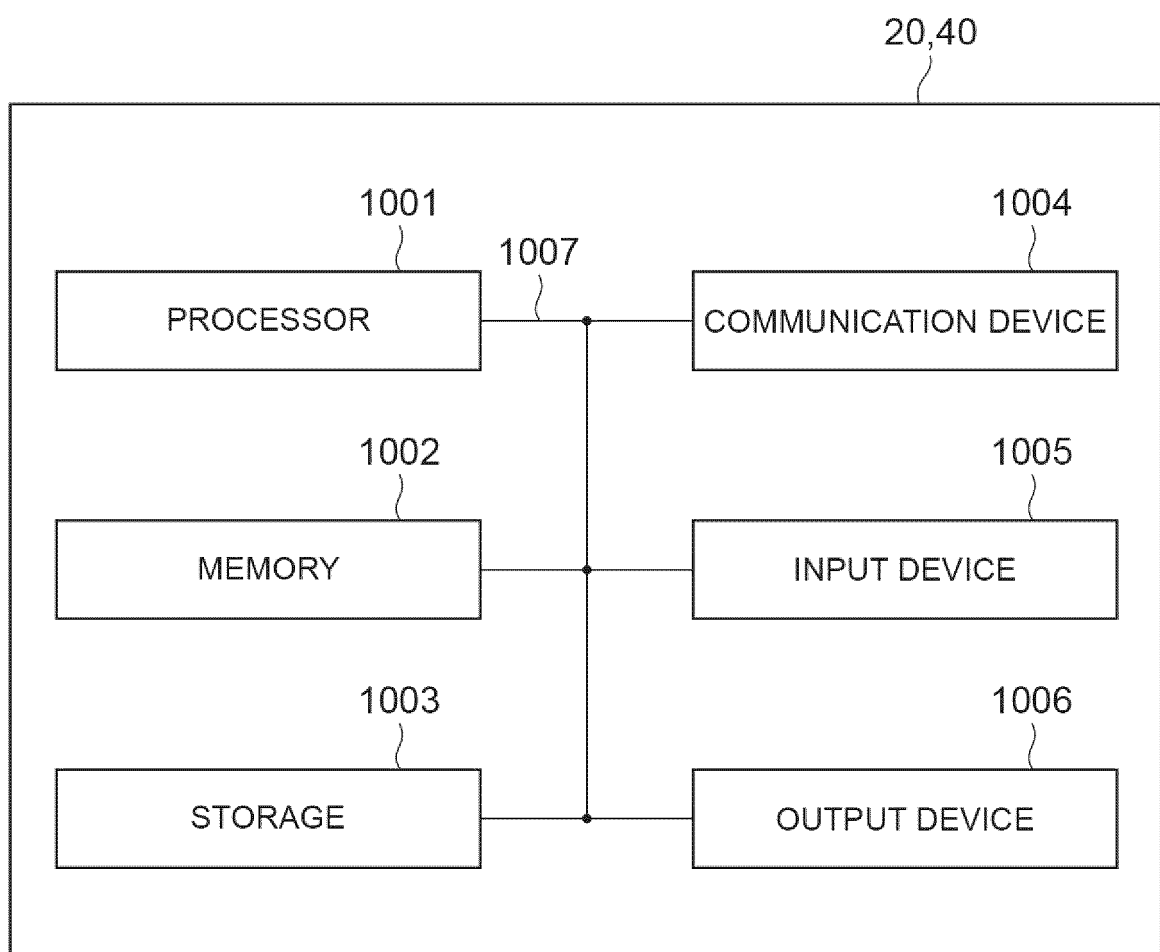 20,40
1001
1004
1007
PROCESSOR
COMMUNICATION DEVICE
1002
1005
MEMORY
INPUT DEVICE
1003
1006
STORAGE
OUTPUT DEVICE